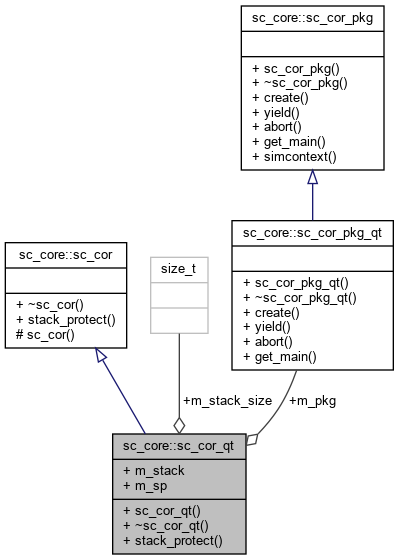 sc_core::sc_cor_pkg
+ sc_cor_pkg()
+ ~sc_cor_pkg()
+ create()
+ yield()
+ abort()
+ get_main()
+ simcontext()
sc_core::sc_cor_pkg_qt
+ sc_cor_pkg_qt()
+ ~sc_cor_pkg_qt()
+ create()
+ yield()
+ abort()
+ get_main()
sc_core::sc_cor
+ ~sc_cor()
+ stack_protect()
# sc_cor()
size_t
+m_stack_size
+m_pkg
sc_core::sc_cor_qt
+ m_stack
+ m_sp
+ sc_cor_qt()
+ ~sc_cor_qt()
+ stack_protect()